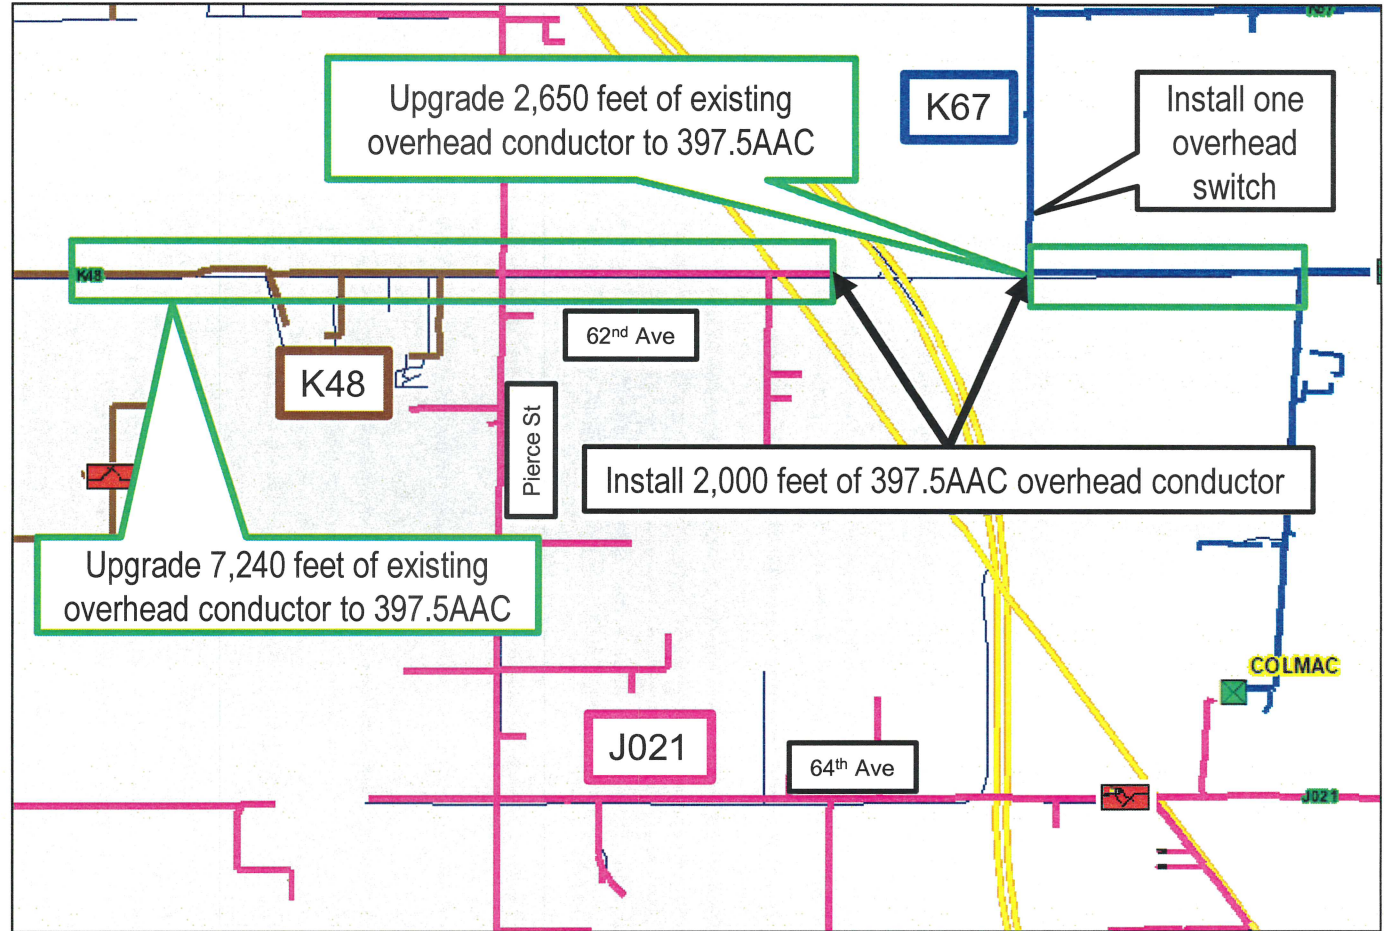 K67
Upgrade 2,650 feet of existing
overhead conductor to 397.5AAC
K67
Install one
overhead
switch
K48
62nd Ave
K48
Pierce St
Install 2,000 feet of 397.5AAC overhead conductor
Upgrade 7,240 feet of existing
overhead conductor to 397.5AAC
COLMAC
J021
64th Ave
J021